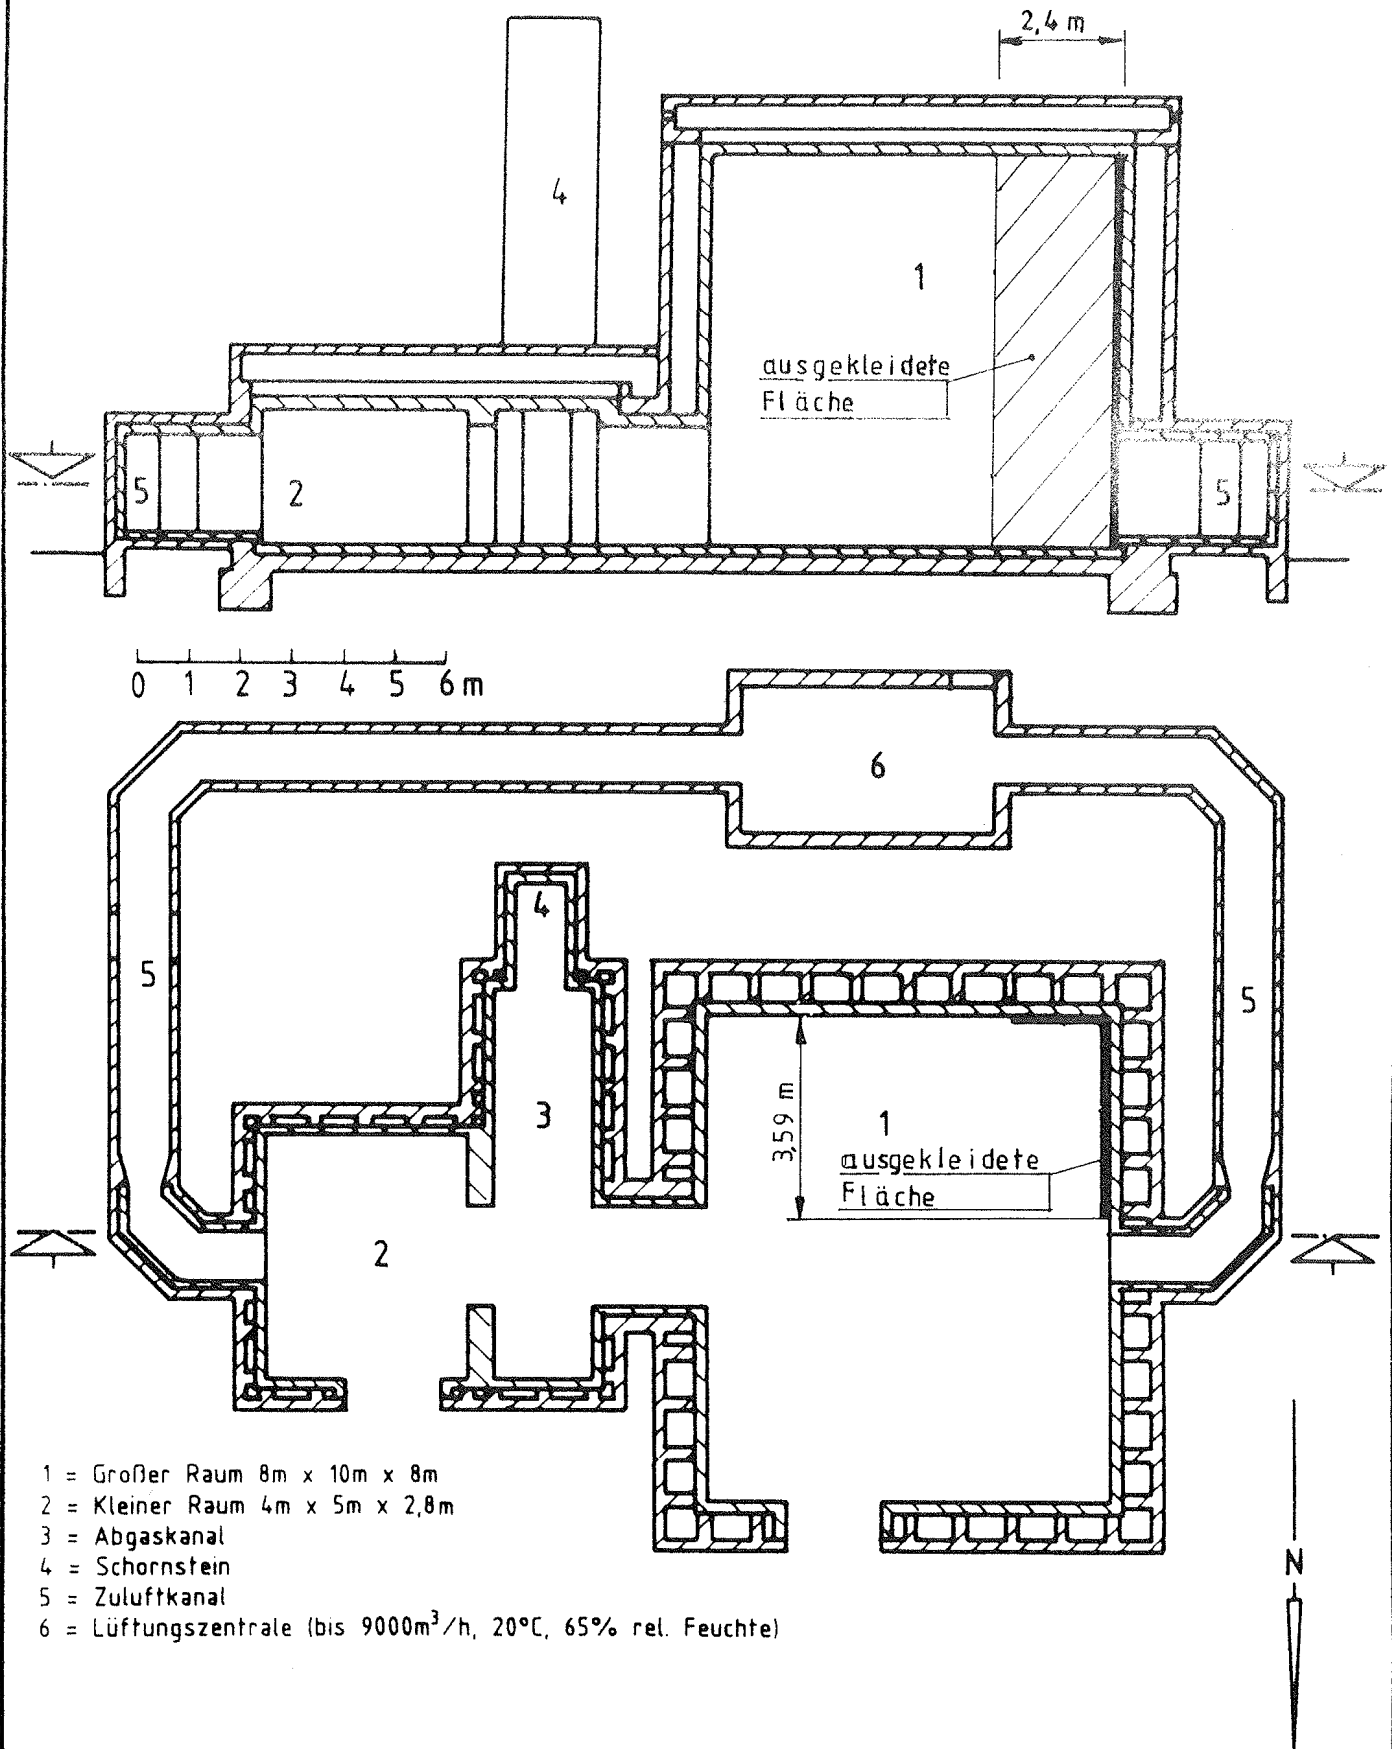 2,4 m
4
1
ausgekleidete
Fläche
5
2
5
0 1 2 3 4 5 6 m
6
4
5
5
3
3,59 m
1
ausgekleidete
Fläche
2
1 = Großer Raum 8m x 10m x 8m
2 = Kleiner Raum 4m x 5m x 2,8m
3 = Abgaskanal
4 = Schornstein
5 = Zuluftkanal
6 = Lüftungszentrale (bis 9000m³/h, 20°C, 65% rel. Feuchte)
N